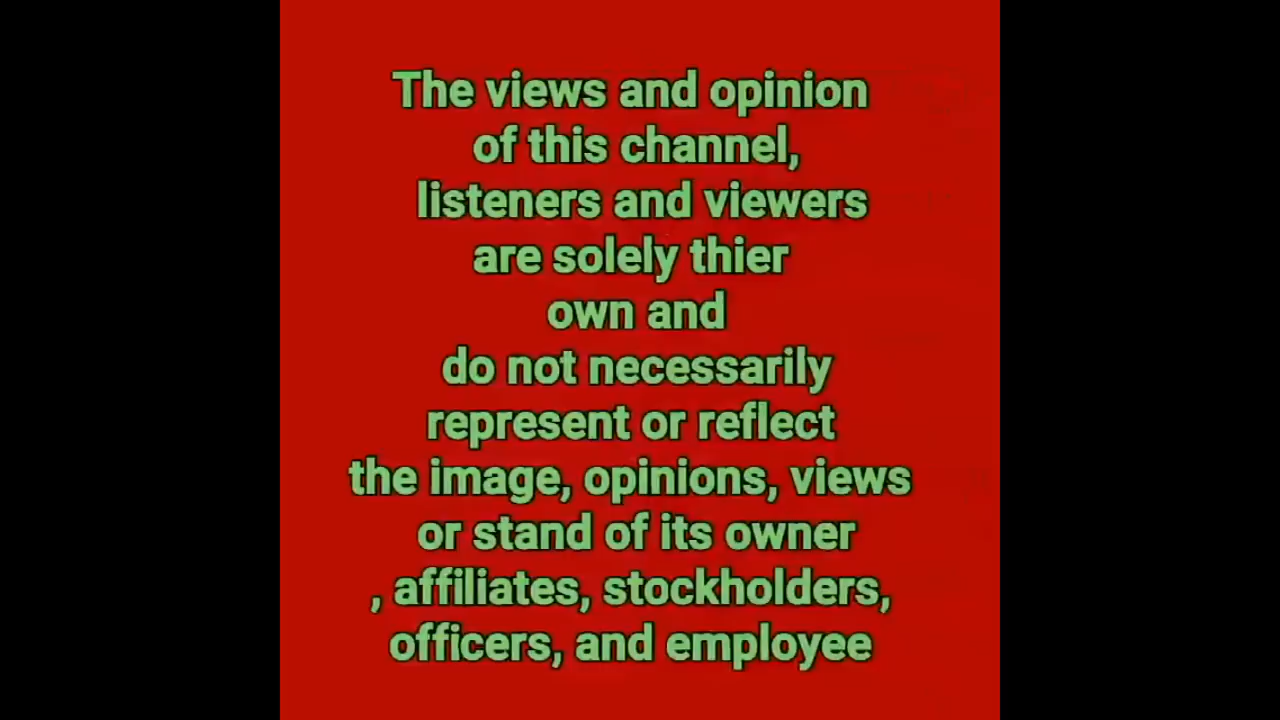 The views and opinion
of this channel,
listeners and viewers
are solely thier
own and
do not necessarily
represent or reflect
the image, opinions, views
or stand of its owner
, affiliates, stockholders,
officers, and employee